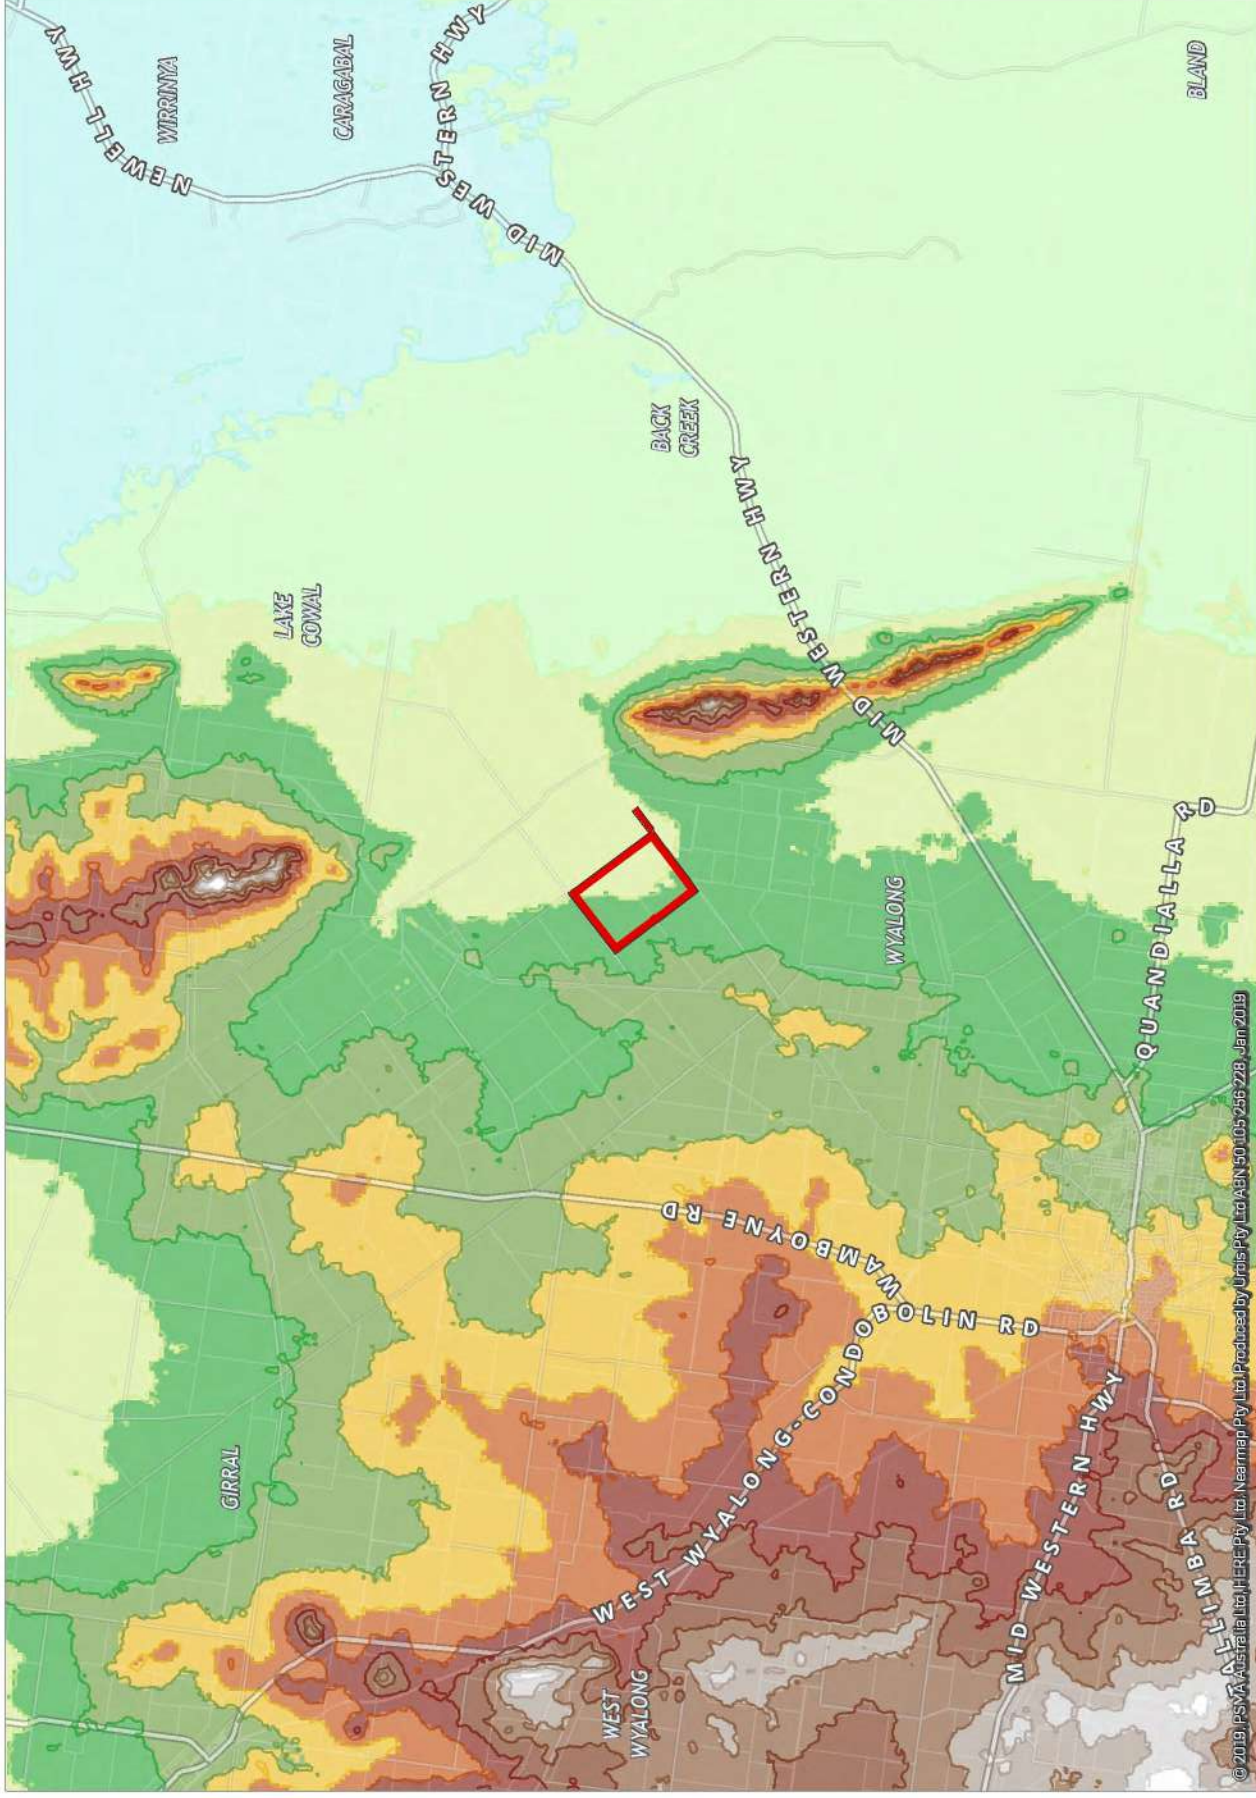 NEWELL HWY
WIRRINYA
GIRRAL
LAKE
COWAL
CARAGABAL
MID WESTERN HWY
WEST
WYALONG
BACK
CREEK
WEST WYALONG-CONDOBOLIN RD
WAMBOYNE RD
MID WESTERN HWY
WYALONG
MID WESTERN HWY
QUANDIALLA RD
TALLIMBA RD
BLAND
© 2019. PSMA Australia Ltd, HERE Pty Ltd. Nearmap Pty Ltd. Produced by Urbis Pty Ltd ABN 50 105 256 228, Jan 2019